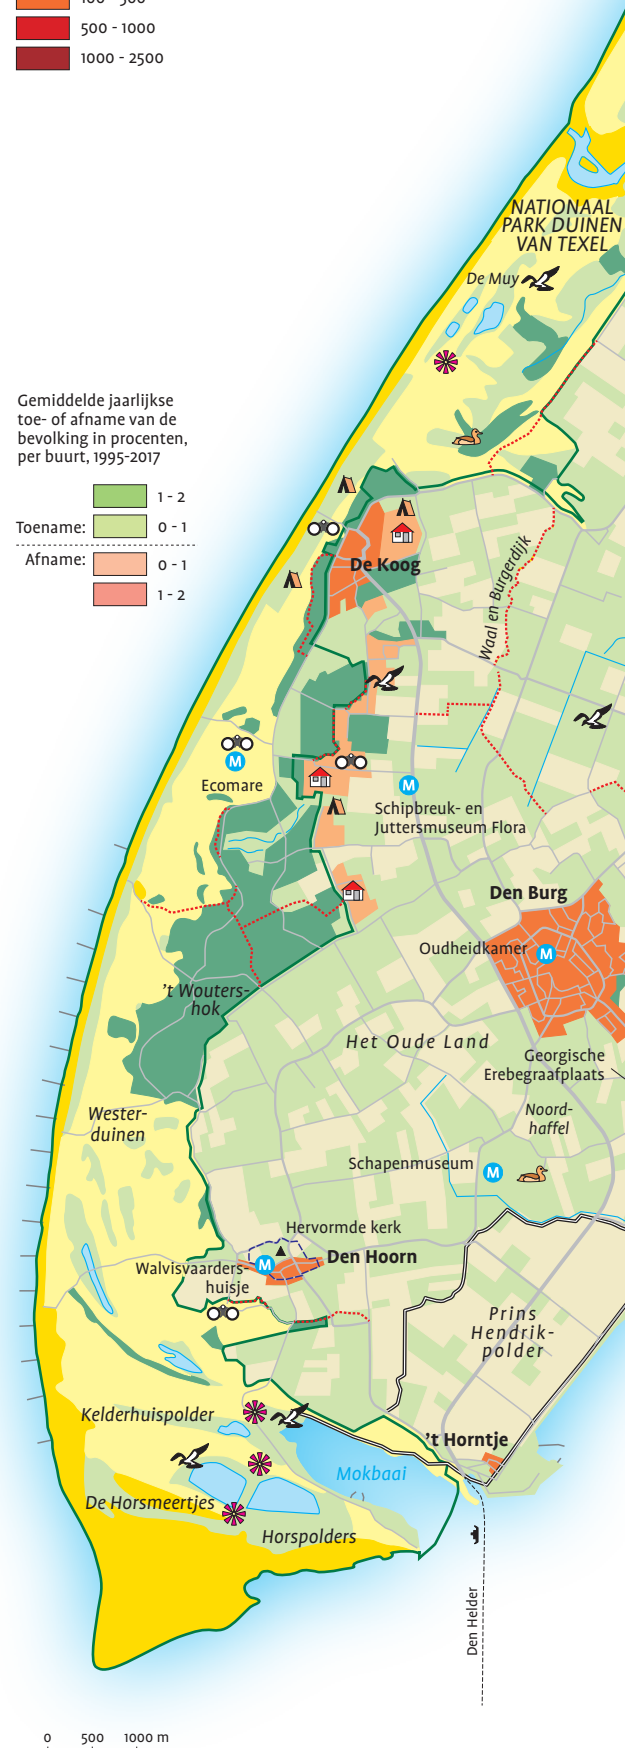 100 - 500
500 - 1000
1000 - 2500
NATIONAAL
PARK DUINEN
VAN TEXEL
De Muy
Gemiddelde jaarlijkse
toe- of afname van de
bevolking in procenten,
per buurt, 1995-2017
1 - 2
Toename:
0 - 1
Afname:
0 - 1
1 - 2
De Koog
Waal en Burgerdijk
M
Ecomare
M
Schipbreuk- en
Juttersmuseum Flora
Den Burg
Oudheidkamer
M
't Wouters-
hok
Het Oude Land
Georgische
Erebegraafplaats
Noord-
haffel
Wester-
duinen
Schapenmuseum
M
Hervormde kerk
Den Hoorn
M
Walvisvaarders-
huisje
Prins
Hendrik-
polder
Kelderhuispolder
't Horntje
Mokbaai
De Horsmeertjes
Horspolders
Den Helder
0 500 1000 m